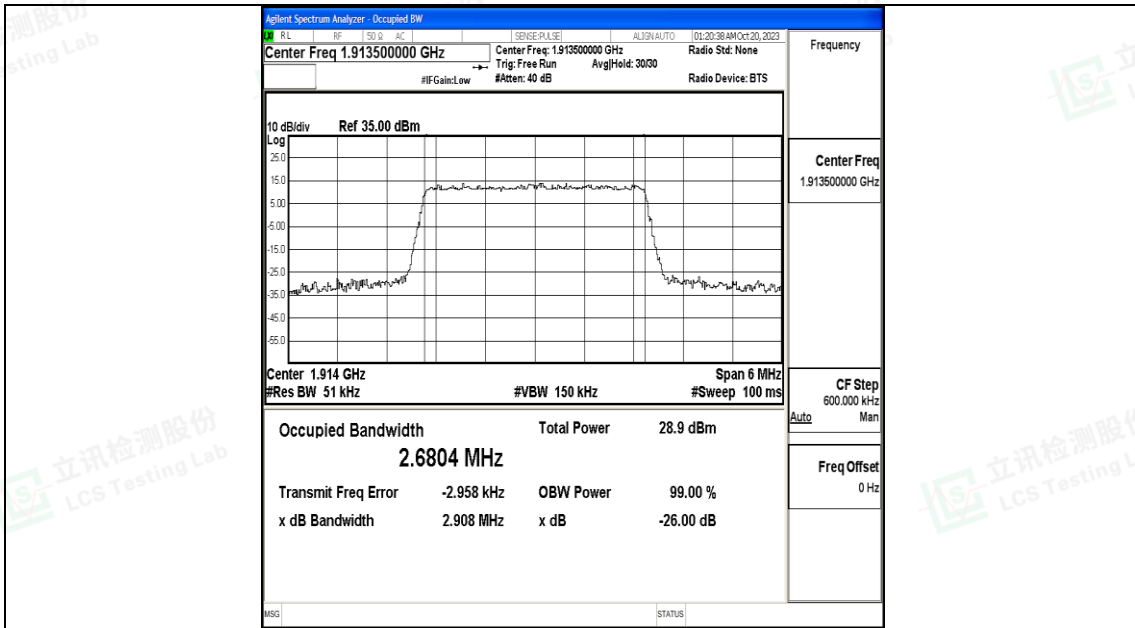 Agilent Spectrum Analyzer - Occupied BW
RL RF 50 Ω AC SENSE:PULSE ALIGN AUTO 01:20:38 AM Oct 20, 2023
Center Freq 1.913500000 GHz
Center Freq: 1.913500000 GHz Radio Std: None
Trig: Free Run Avg|Hold: 30/30
#IFGain:Low #Atten: 40 dB Radio Device: BTS
10 dB/div Ref 35.00 dBm
Log
25.0
15.0
5.00
-5.00
-15.0
-25.0
-35.0
-45.0
-55.0
Center 1.914 GHz Span 6 MHz
#Res BW 51 kHz #VBW 150 kHz #Sweep 100 ms
Occupied Bandwidth Total Power 28.9 dBm
2.6804 MHz
Transmit Freq Error -2.958 kHz OBW Power 99.00 %
x dB Bandwidth 2.908 MHz x dB -26.00 dB
MSG STATUS
Frequency
Center Freq
1.913500000 GHz
CF Step
600.000 kHz
Auto Man
Freq Offset
0 Hz
测股份
sting Lab
立讯检测股份
LCS Testing Lab
立讯检测股份
LCS Testing L
立